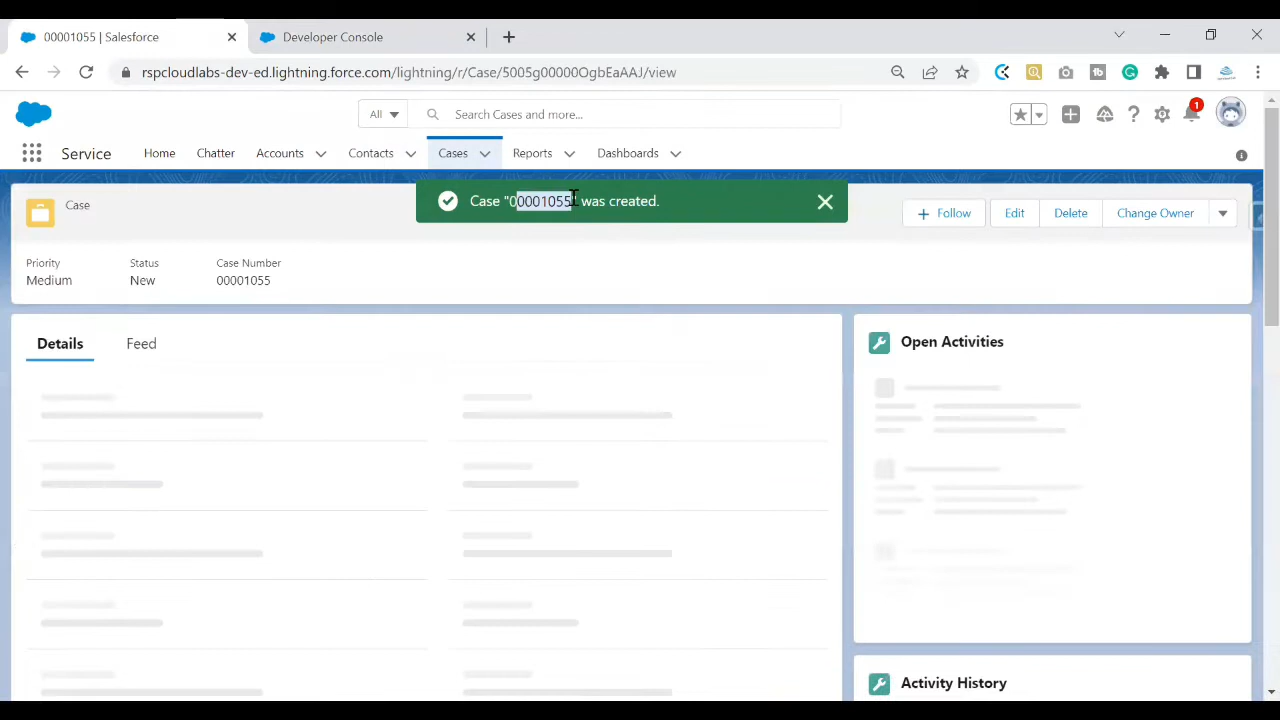 00001055 | Salesforce
Developer Console
rspcloudlabs-dev-ed.lightning.force.com/lightning/r/Case/5005g00000OgbEaAAJ/view
All
Search Cases and more...
1
Service
Home
Chatter
Accounts
Contacts
Cases
Reports
Dashboards
Case "00001055" was created.
Case
Follow
Edit
Delete
Change Owner
Priority
Status
Case Number
Medium
New
00001055
Details
Feed
Open Activities
Activity History